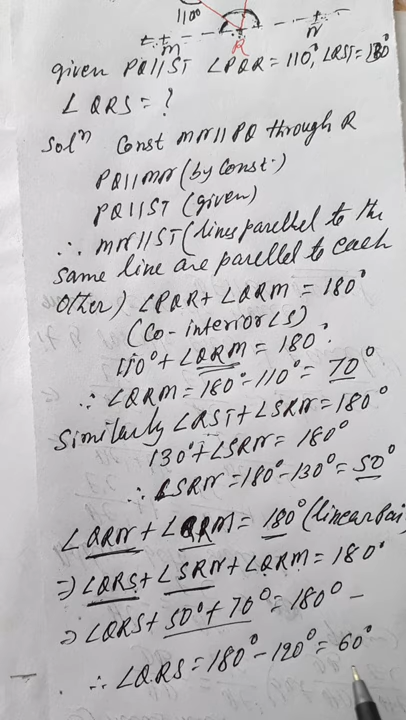 110°
m R N
given PQ||ST ∠PQR = 110°, ∠RST = 130°
∠QRS = ?
Solⁿ Const MN||PQ through R
PQ||MN (by Const.)
PQ||ST (given)
∴ MN||ST (lines parellel to the
same line are parellel to each
other) ∠PQR + ∠QRM = 180°
(Co-interior ∠S)
110° + ∠QRM = 180°
∴ ∠QRM = 180° - 110° = 70°
Similarly ∠RST + ∠SRN = 180°
130° + ∠SRN = 180°
∴ ∠SRN = 180° - 130° = 50°
∠QRN + ∠QRM = 180° (linear Pai
⇒ ∠QRS + ∠SRN + ∠QRM = 180°
⇒ ∠QRS + 50° + 70° = 180° -
∴ ∠QRS = 180° - 120° = 60°